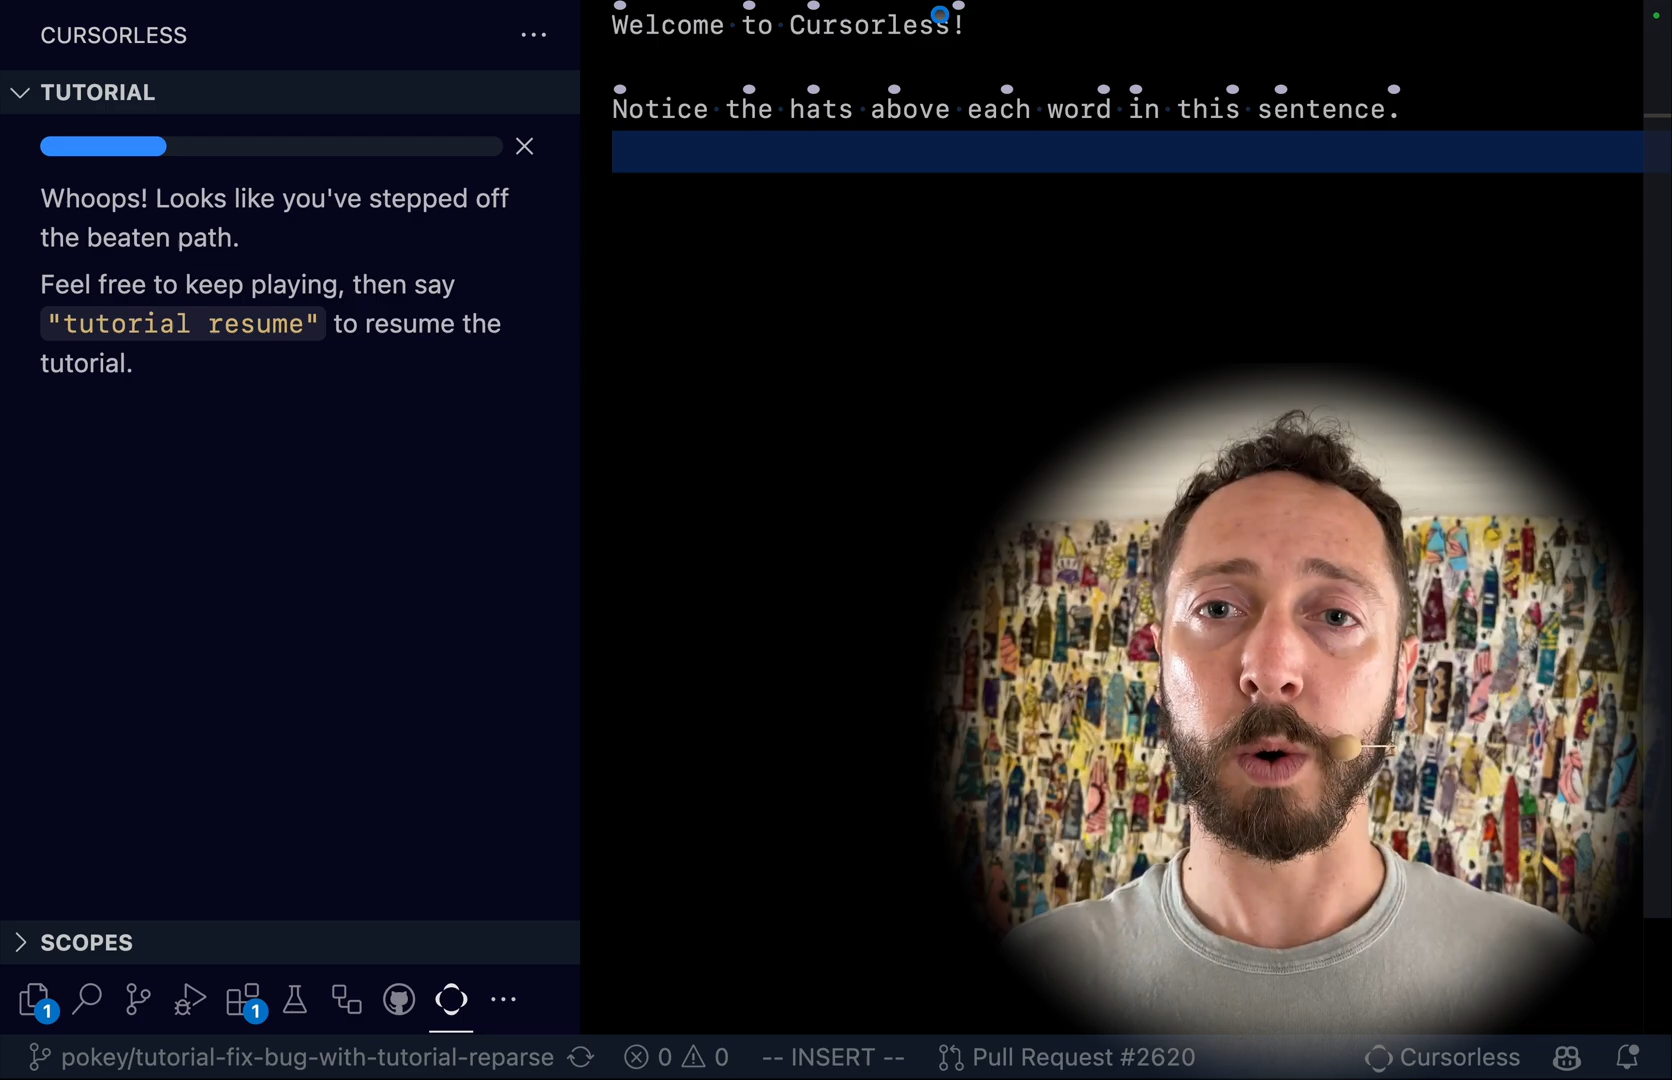 CURSORLESS
TUTORIAL
Whoops! Looks like you've stepped off
the beaten path.
Feel free to keep playing, then say
"tutorial resume" to resume the
tutorial.
SCOPES
1
1
Welcome to Cursorless!
Notice the hats above each word in this sentence.
pokey/tutorial-fix-bug-with-tutorial-reparse 0 0 -- INSERT -- Pull Request #2620 Cursorless